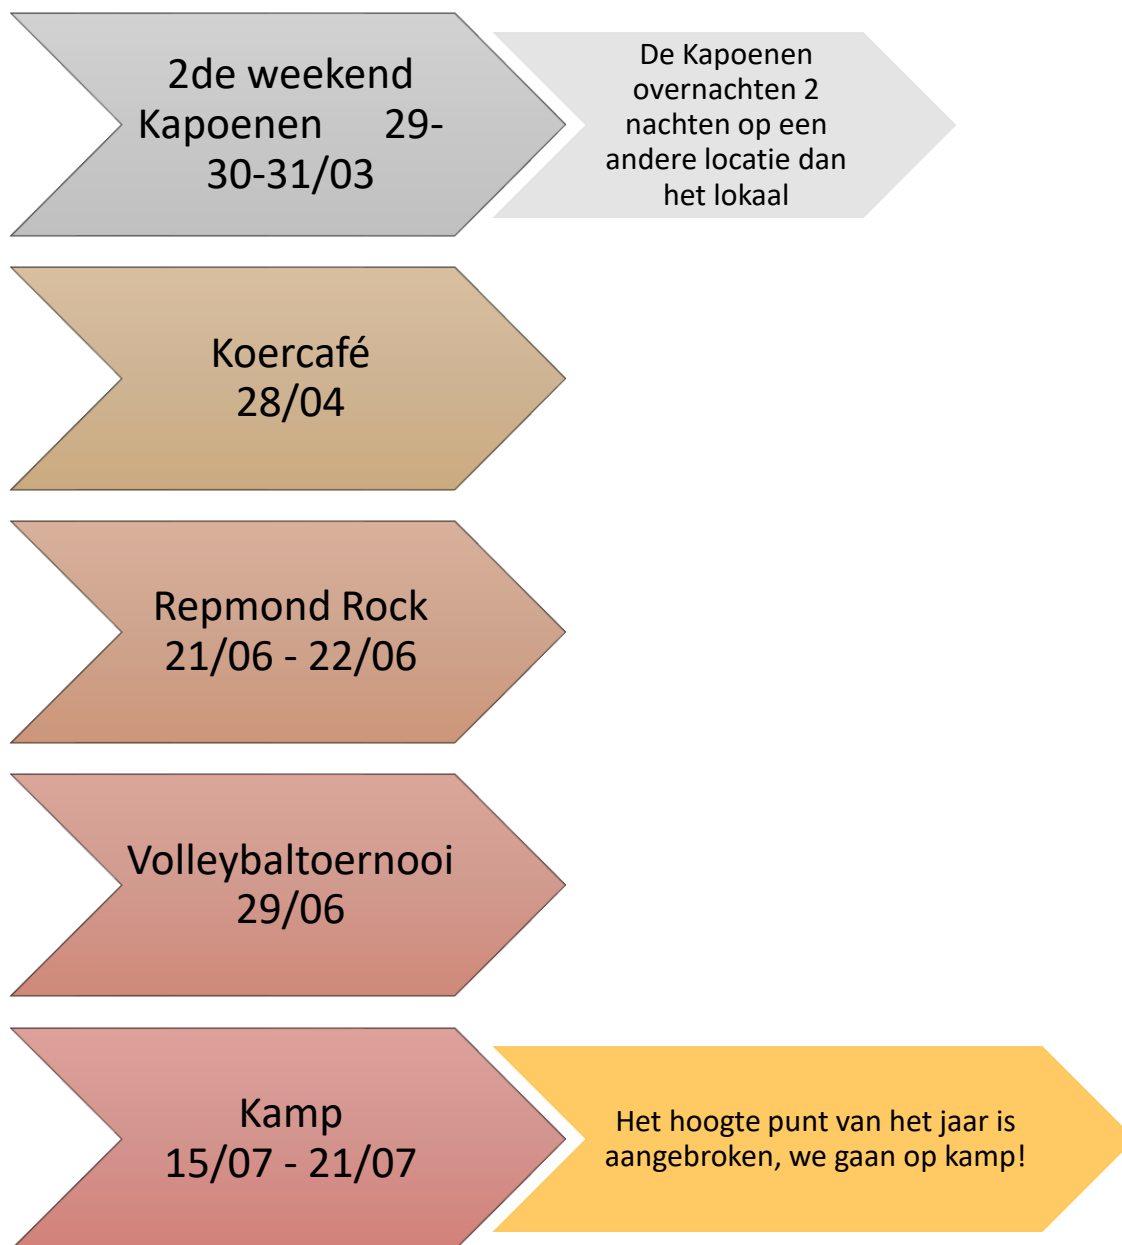 2de weekend
Kapoenen 29-
30-31/03
De Kapoenen
overnachten 2
nachten op een
andere locatie dan
het lokaal
Koercafé
28/04
Repmond Rock
21/06 - 22/06
Volleybaltoernooi
29/06
Kamp
15/07 - 21/07
Het hoogte punt van het jaar is
aangebroken, we gaan op kamp!